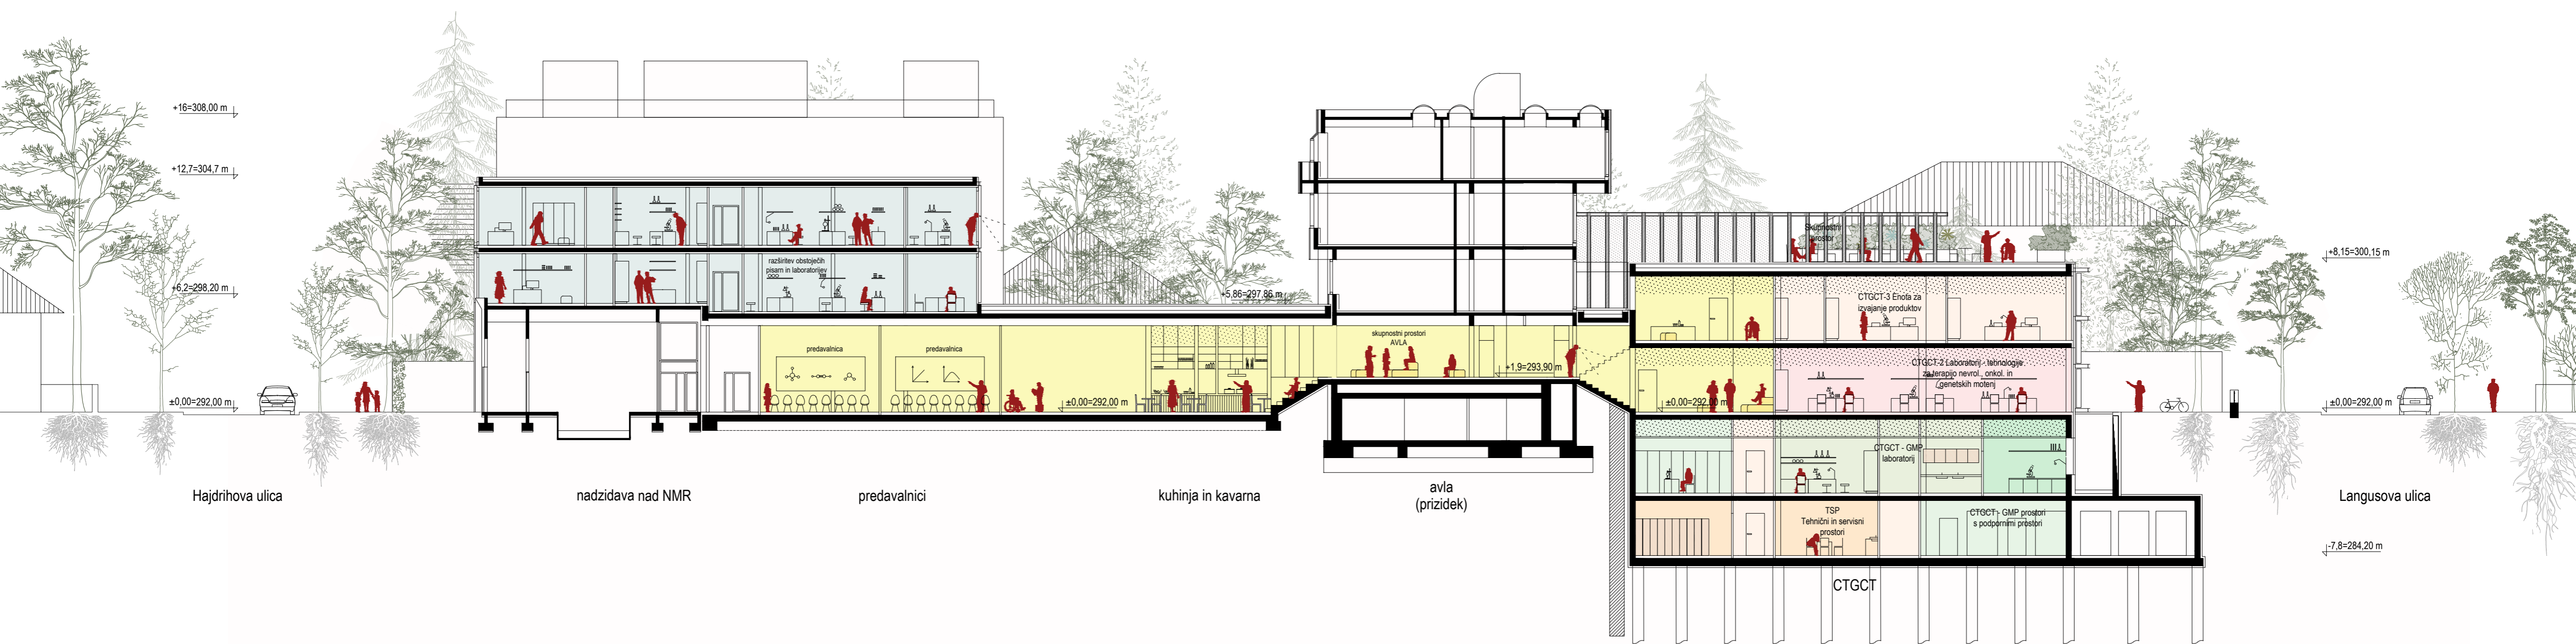 +16=308,00 m
+12,7=304,7 m
+6,2=298,20 m
±0,00=292,00 m
Hajdrihova ulica
razširitev obstoječih
pisarn in laboratorijev
nadzidava nad NMR
predavalnica
predavalnica
predavalnici
±0,00=292,00 m
kuhinja in kavarna
+5,86=297,86 m
skupnostni prostori
AVLA
+1,9=293,90 m
avla
(prizidek)
Skupnostni
prostor
CTGCT-3 Enota za
izvajanje produktov
CTGCT-2 Laboratorij - tehnologije
za terapijo nevrol., onkol. in
genetskih motenj
±0,00=292,00 m
CTGCT - GMP
laboratorij
TSP
Tehnični in servisni
prostori
CTGCT - GMP prostori
s podpornimi prostori
CTGCT
+8,15=300,15 m
±0,00=292,00 m
Langusova ulica
-7,8=284,20 m